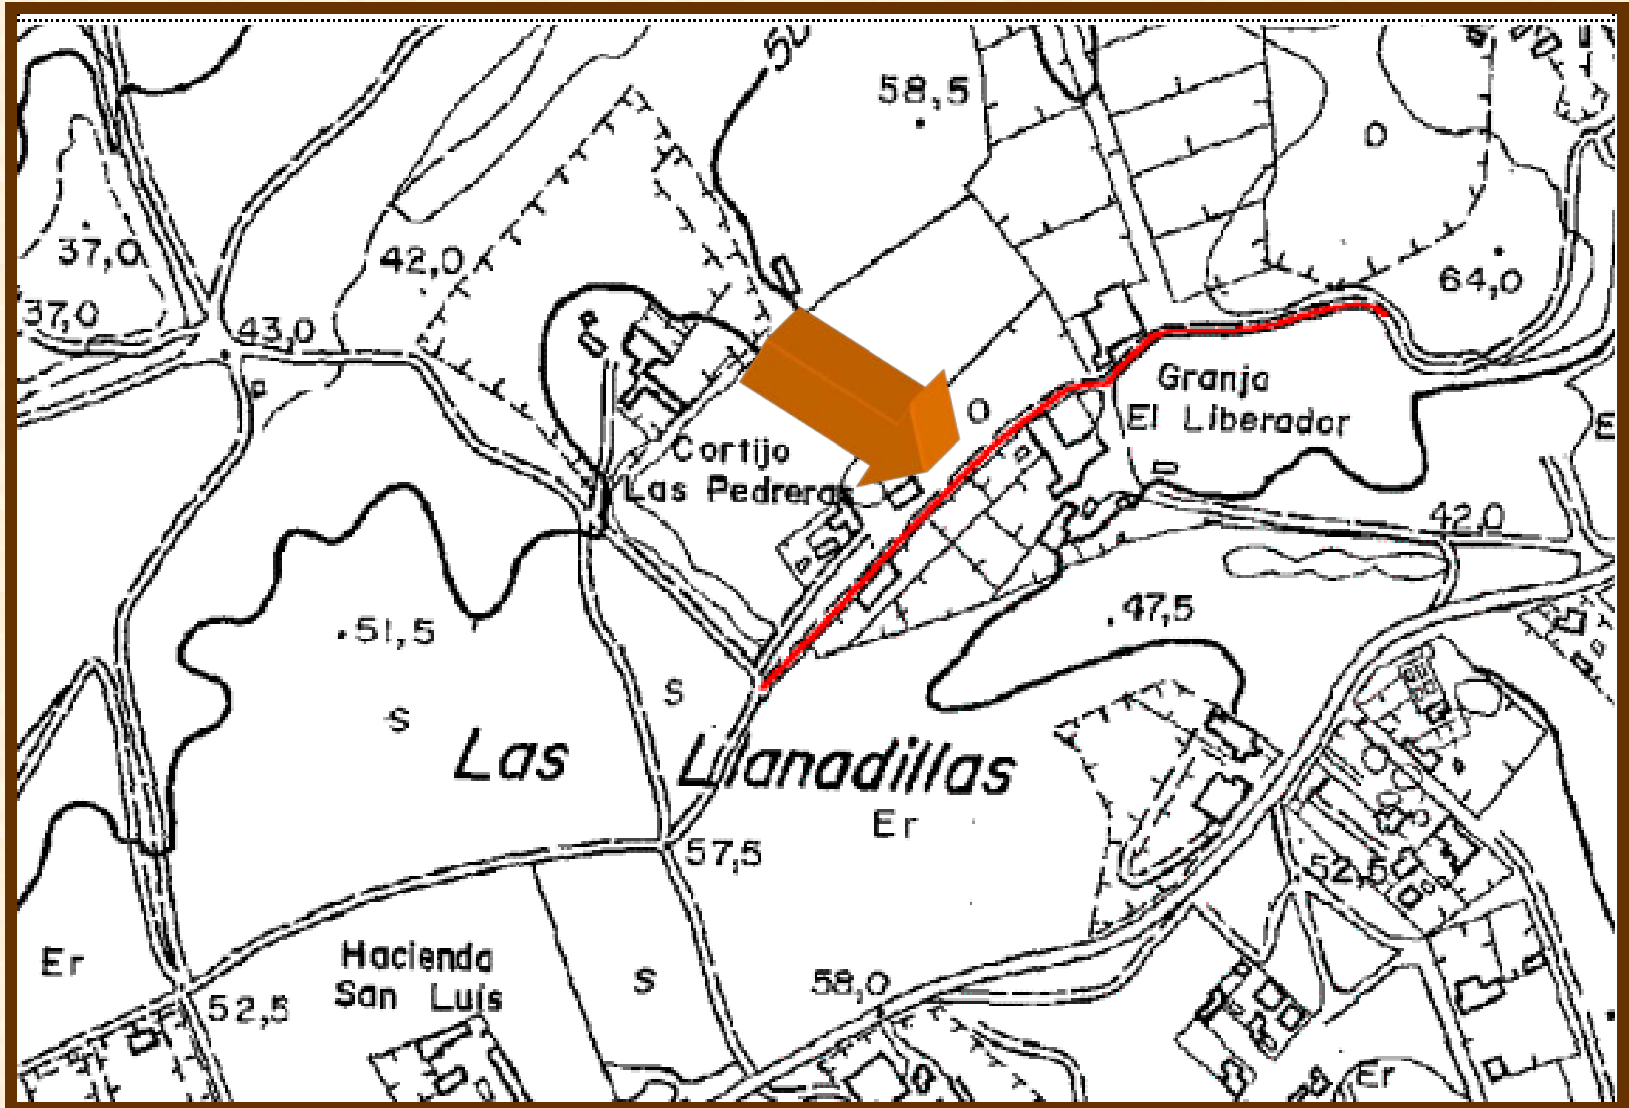 50
58,5
O
37,0
42,0
64,0
37,0
43,0
Granja
El Liberador
O
Cortijo
Las Pedreras
E
42,0
47,5
51,5
S
S
Las Llanadillas
Er
57,5
52,5
Er
Hacienda
San Luís
S
58,0
52,5
Er